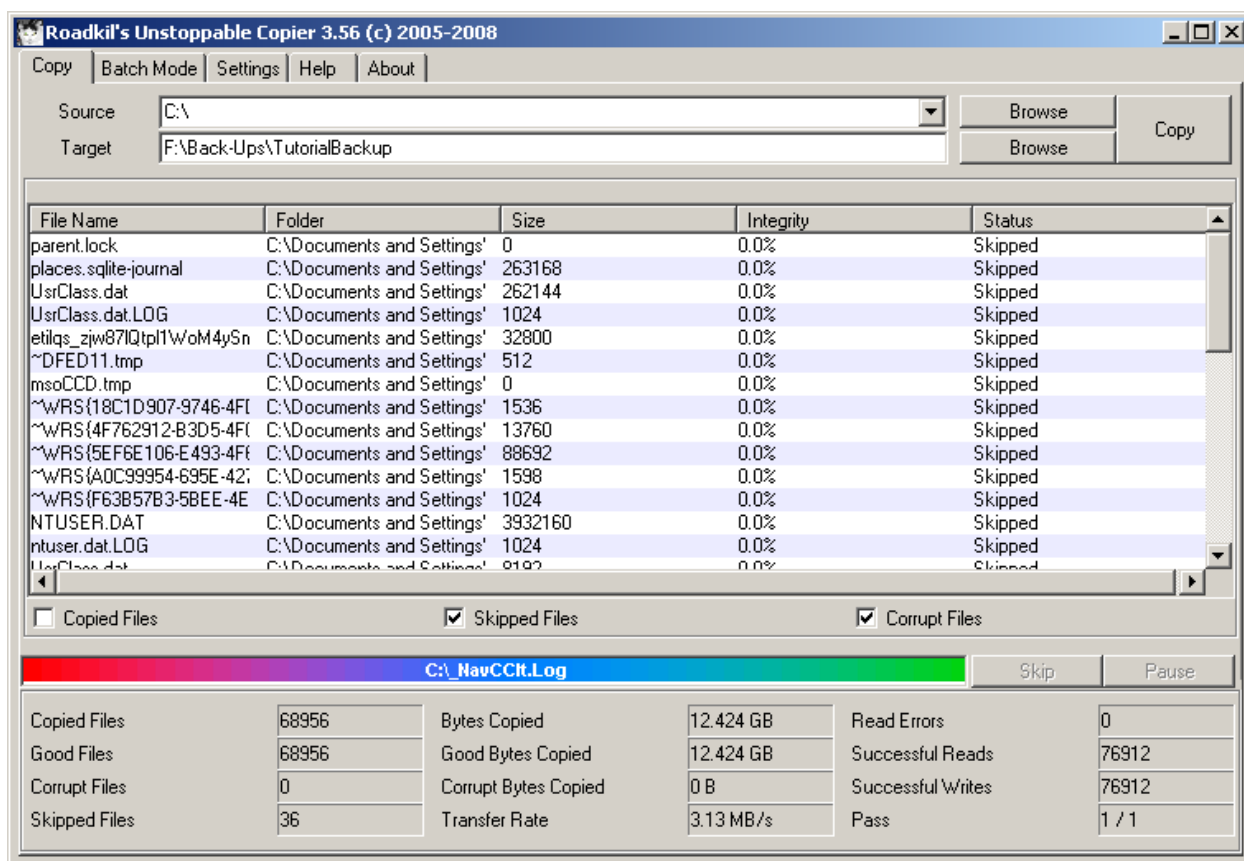 Roadkil's Unstoppable Copier 3.56 (c) 2005-2008
Copy Batch Mode Settings Help About
Source C:\ Browse
Copy
Target F:\Back-Ups\TutorialBackup Browse
File Name Folder Size Integrity Status
parent.lock C:\Documents and Settings' 0 0.0% Skipped
places.sqlite-journal C:\Documents and Settings' 263168 0.0% Skipped
UsrClass.dat C:\Documents and Settings' 262144 0.0% Skipped
UsrClass.dat.LOG C:\Documents and Settings' 1024 0.0% Skipped
C:\Documents and Settings' 32800 0.0% Skipped
~DFED11.tmp C:\Documents and Settings' 512 0.0% Skipped
msoCCD.tmp C:\Documents and Settings' 0 0.0% Skipped
~WRS{18C1D907-9746-4F C:\Documents and Settings' 1536 0.0% Skipped
~WRS{4F762912-B3D5-4F C:\Documents and Settings' 13760 0.0% Skipped
~WRS{5EF6E106-E493-4F C:\Documents and Settings' 88692 0.0% Skipped
~WRS{A0C99954-695E-42 C:\Documents and Settings' 1598 0.0% Skipped
~WRS{F63B57B3-5BEE-4E C:\Documents and Settings' 1024 0.0% Skipped
NTUSER.DAT C:\Documents and Settings' 3932160 0.0% Skipped
ntuser.dat.LOG C:\Documents and Settings' 1024 0.0% Skipped
UsrClass.dat C:\Documents and Settings' 8192 0.0% Skipped
Copied Files Skipped Files Corrupt Files
C:\_NavCClt.Log Skip Pause
Copied Files 68956 Bytes Copied 12.424 GB Read Errors 0
Good Files 68956 Good Bytes Copied 12.424 GB Successful Reads 76912
Corrupt Files 0 Corrupt Bytes Copied 0 B Successful Writes 76912
Skipped Files 36 Transfer Rate 3.13 MB/s Pass 1 / 1